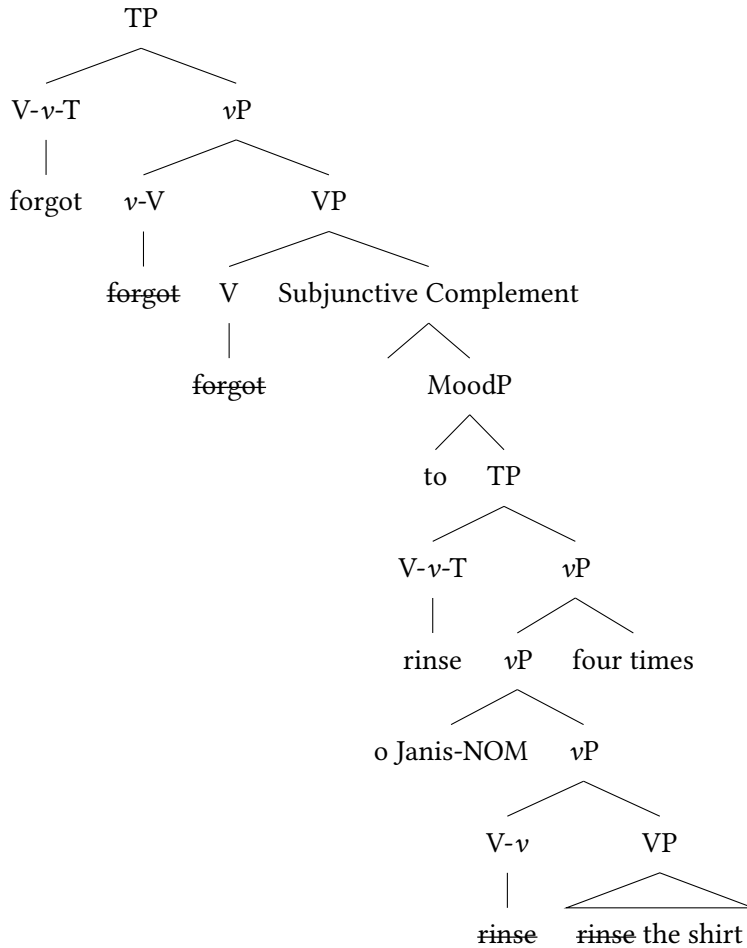 TP
V-v-T vP
forgot v-V VP
forgot V Subjunctive Complement
forgot MoodP
to TP
V-v-T vP
rinse vP four times
o Janis-NOM vP
V-v VP
rinse rinse the shirt